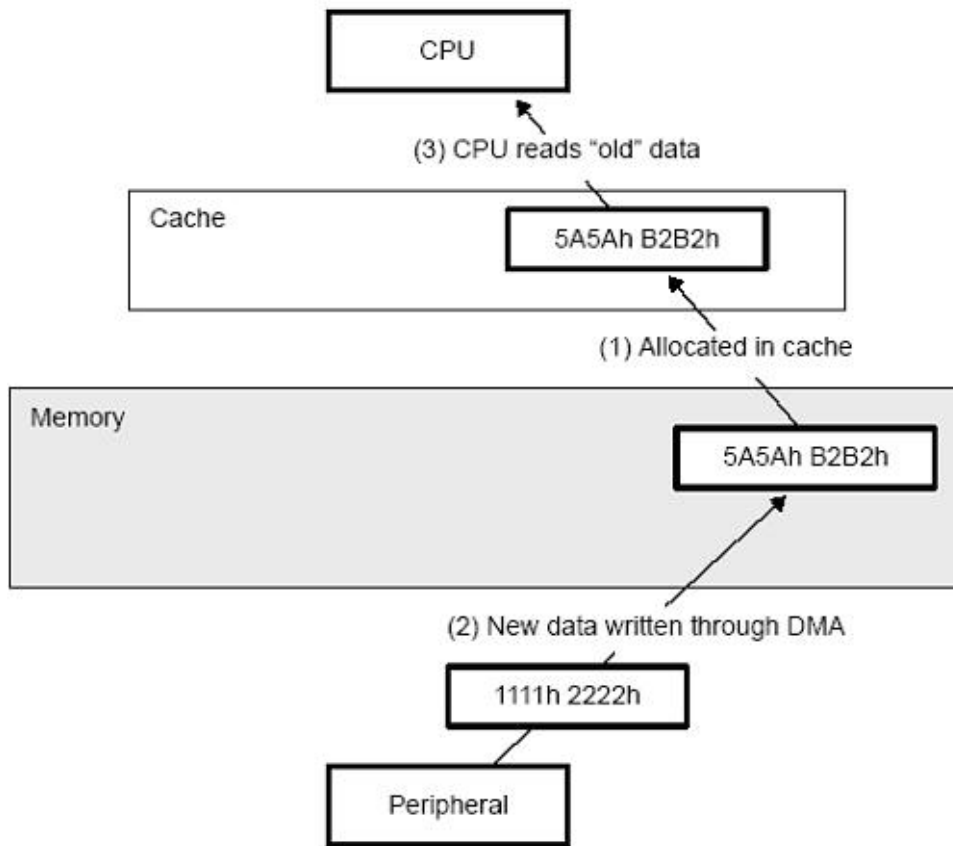 CPU
(3) CPU reads “old” data
Cache
5A5Ah B2B2h
(1) Allocated in cache
Memory
5A5Ah B2B2h
(2) New data written through DMA
1111h 2222h
Peripheral